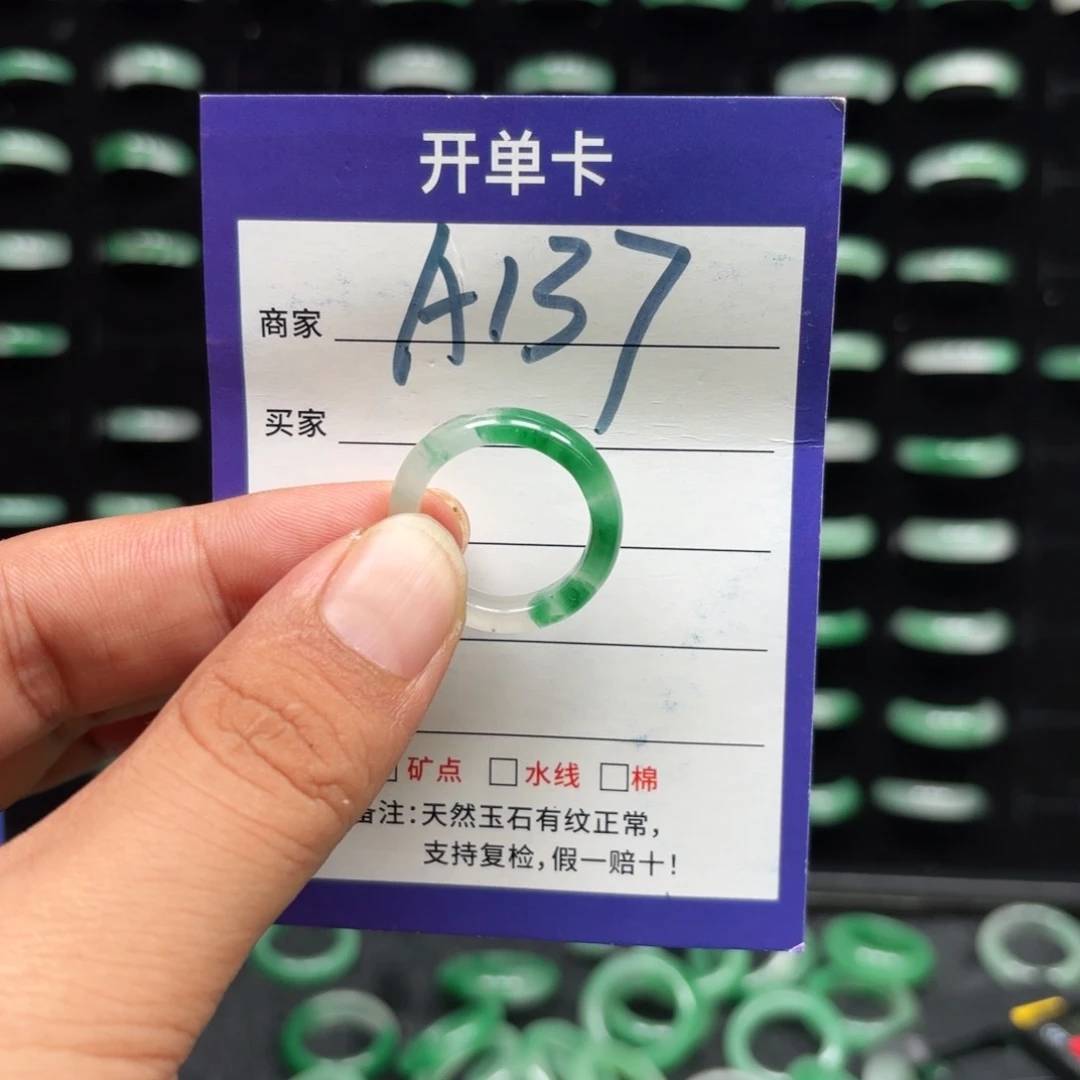 开单卡
商家 A137
买家
矿点 □水线 □棉
备注：天然玉石有纹正常，
支持复检，假一赔十！